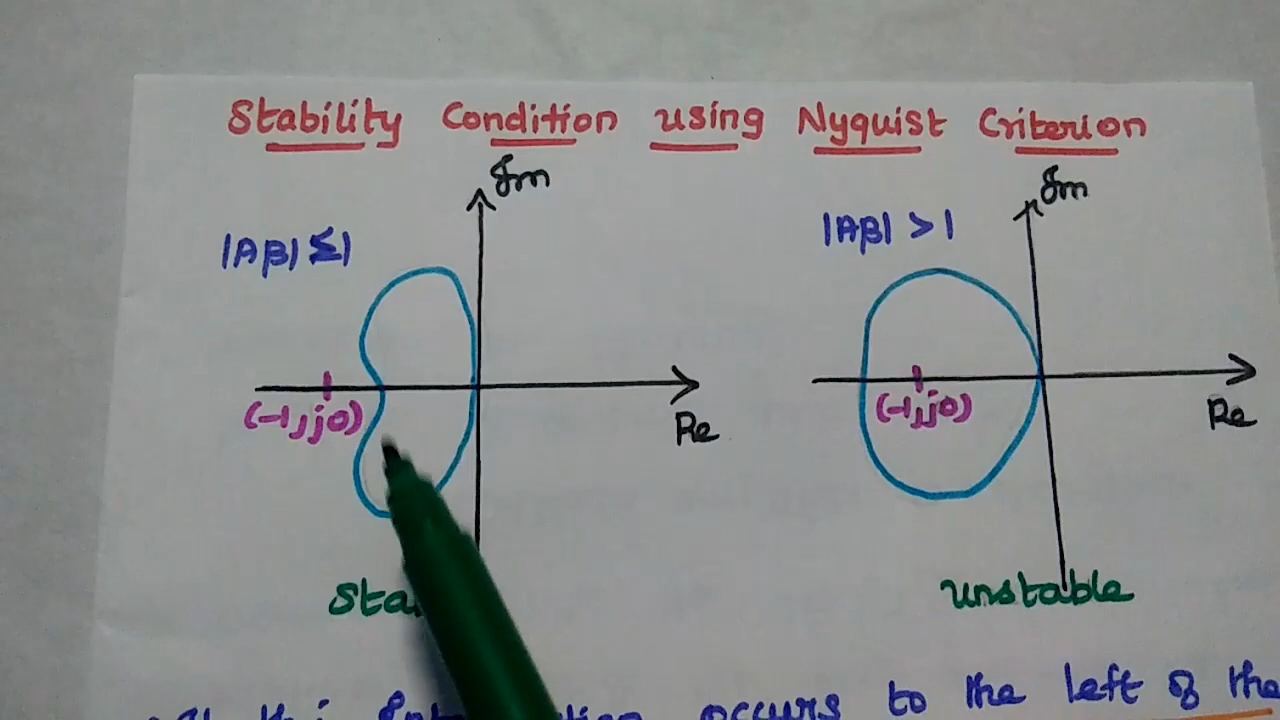 Stability Condition using Nyquist Criterion
Im
Im
|Aβ| ≤ 1
|Aβ| > 1
(-1, j0)
Re
(-1, j0)
Re
unstable
occurs to the left of the